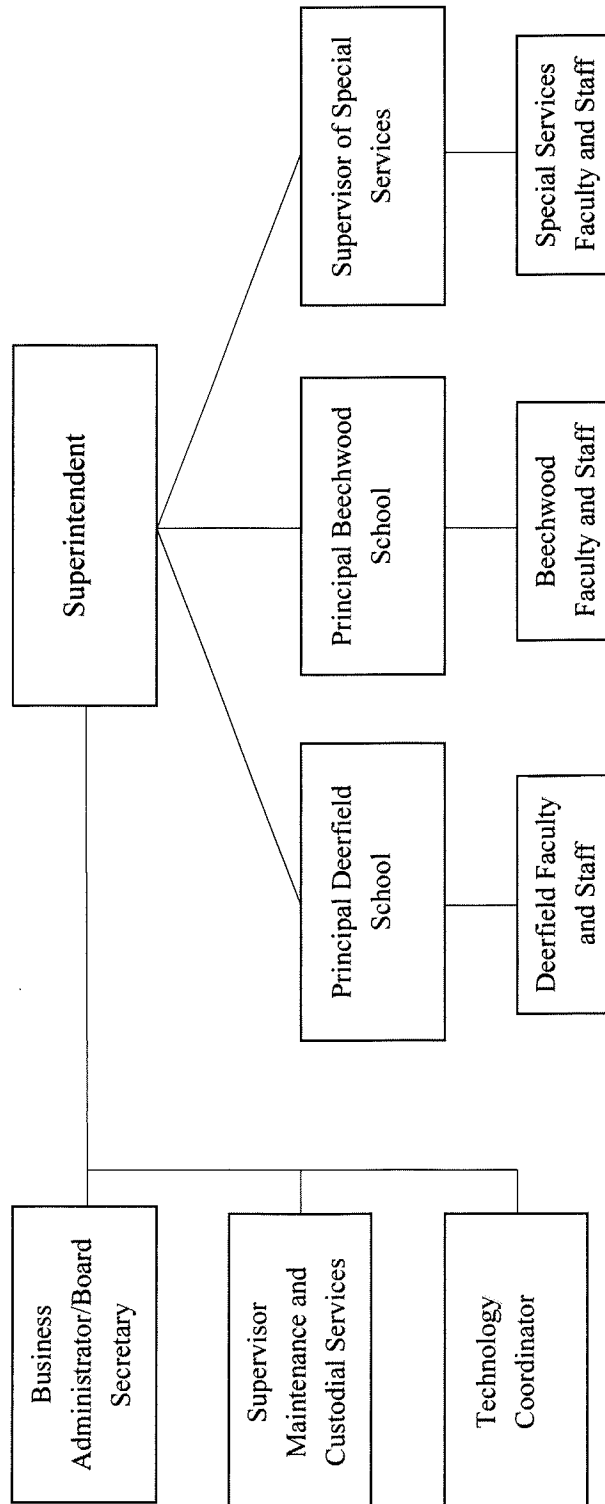 Superintendent
Business
Administrator/Board
Secretary
Supervisor
Maintenance and
Custodial Services
Technology
Coordinator
Principal Deerfield
School
Principal Beechwood
School
Supervisor of Special
Services
Deerfield Faculty
and Staff
Beechwood
Faculty and Staff
Special Services
Faculty and Staff